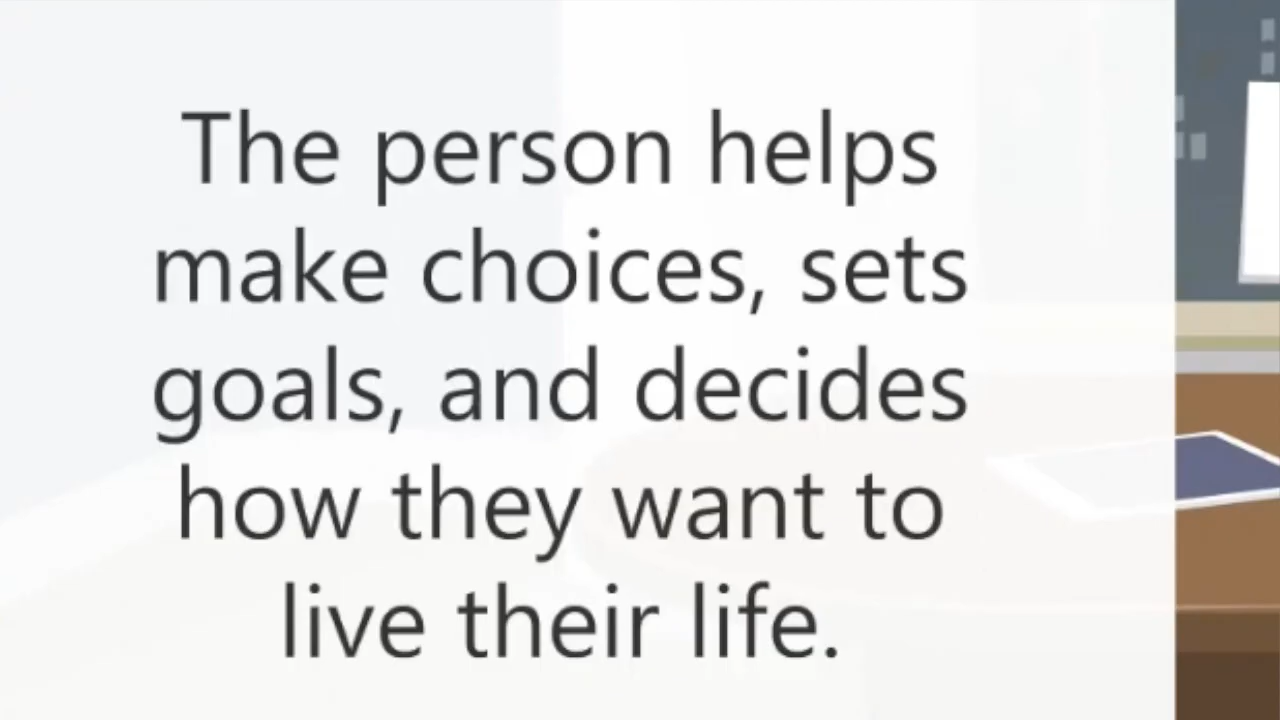 The person helps
make choices, sets
goals, and decides
how they want to
live their life.